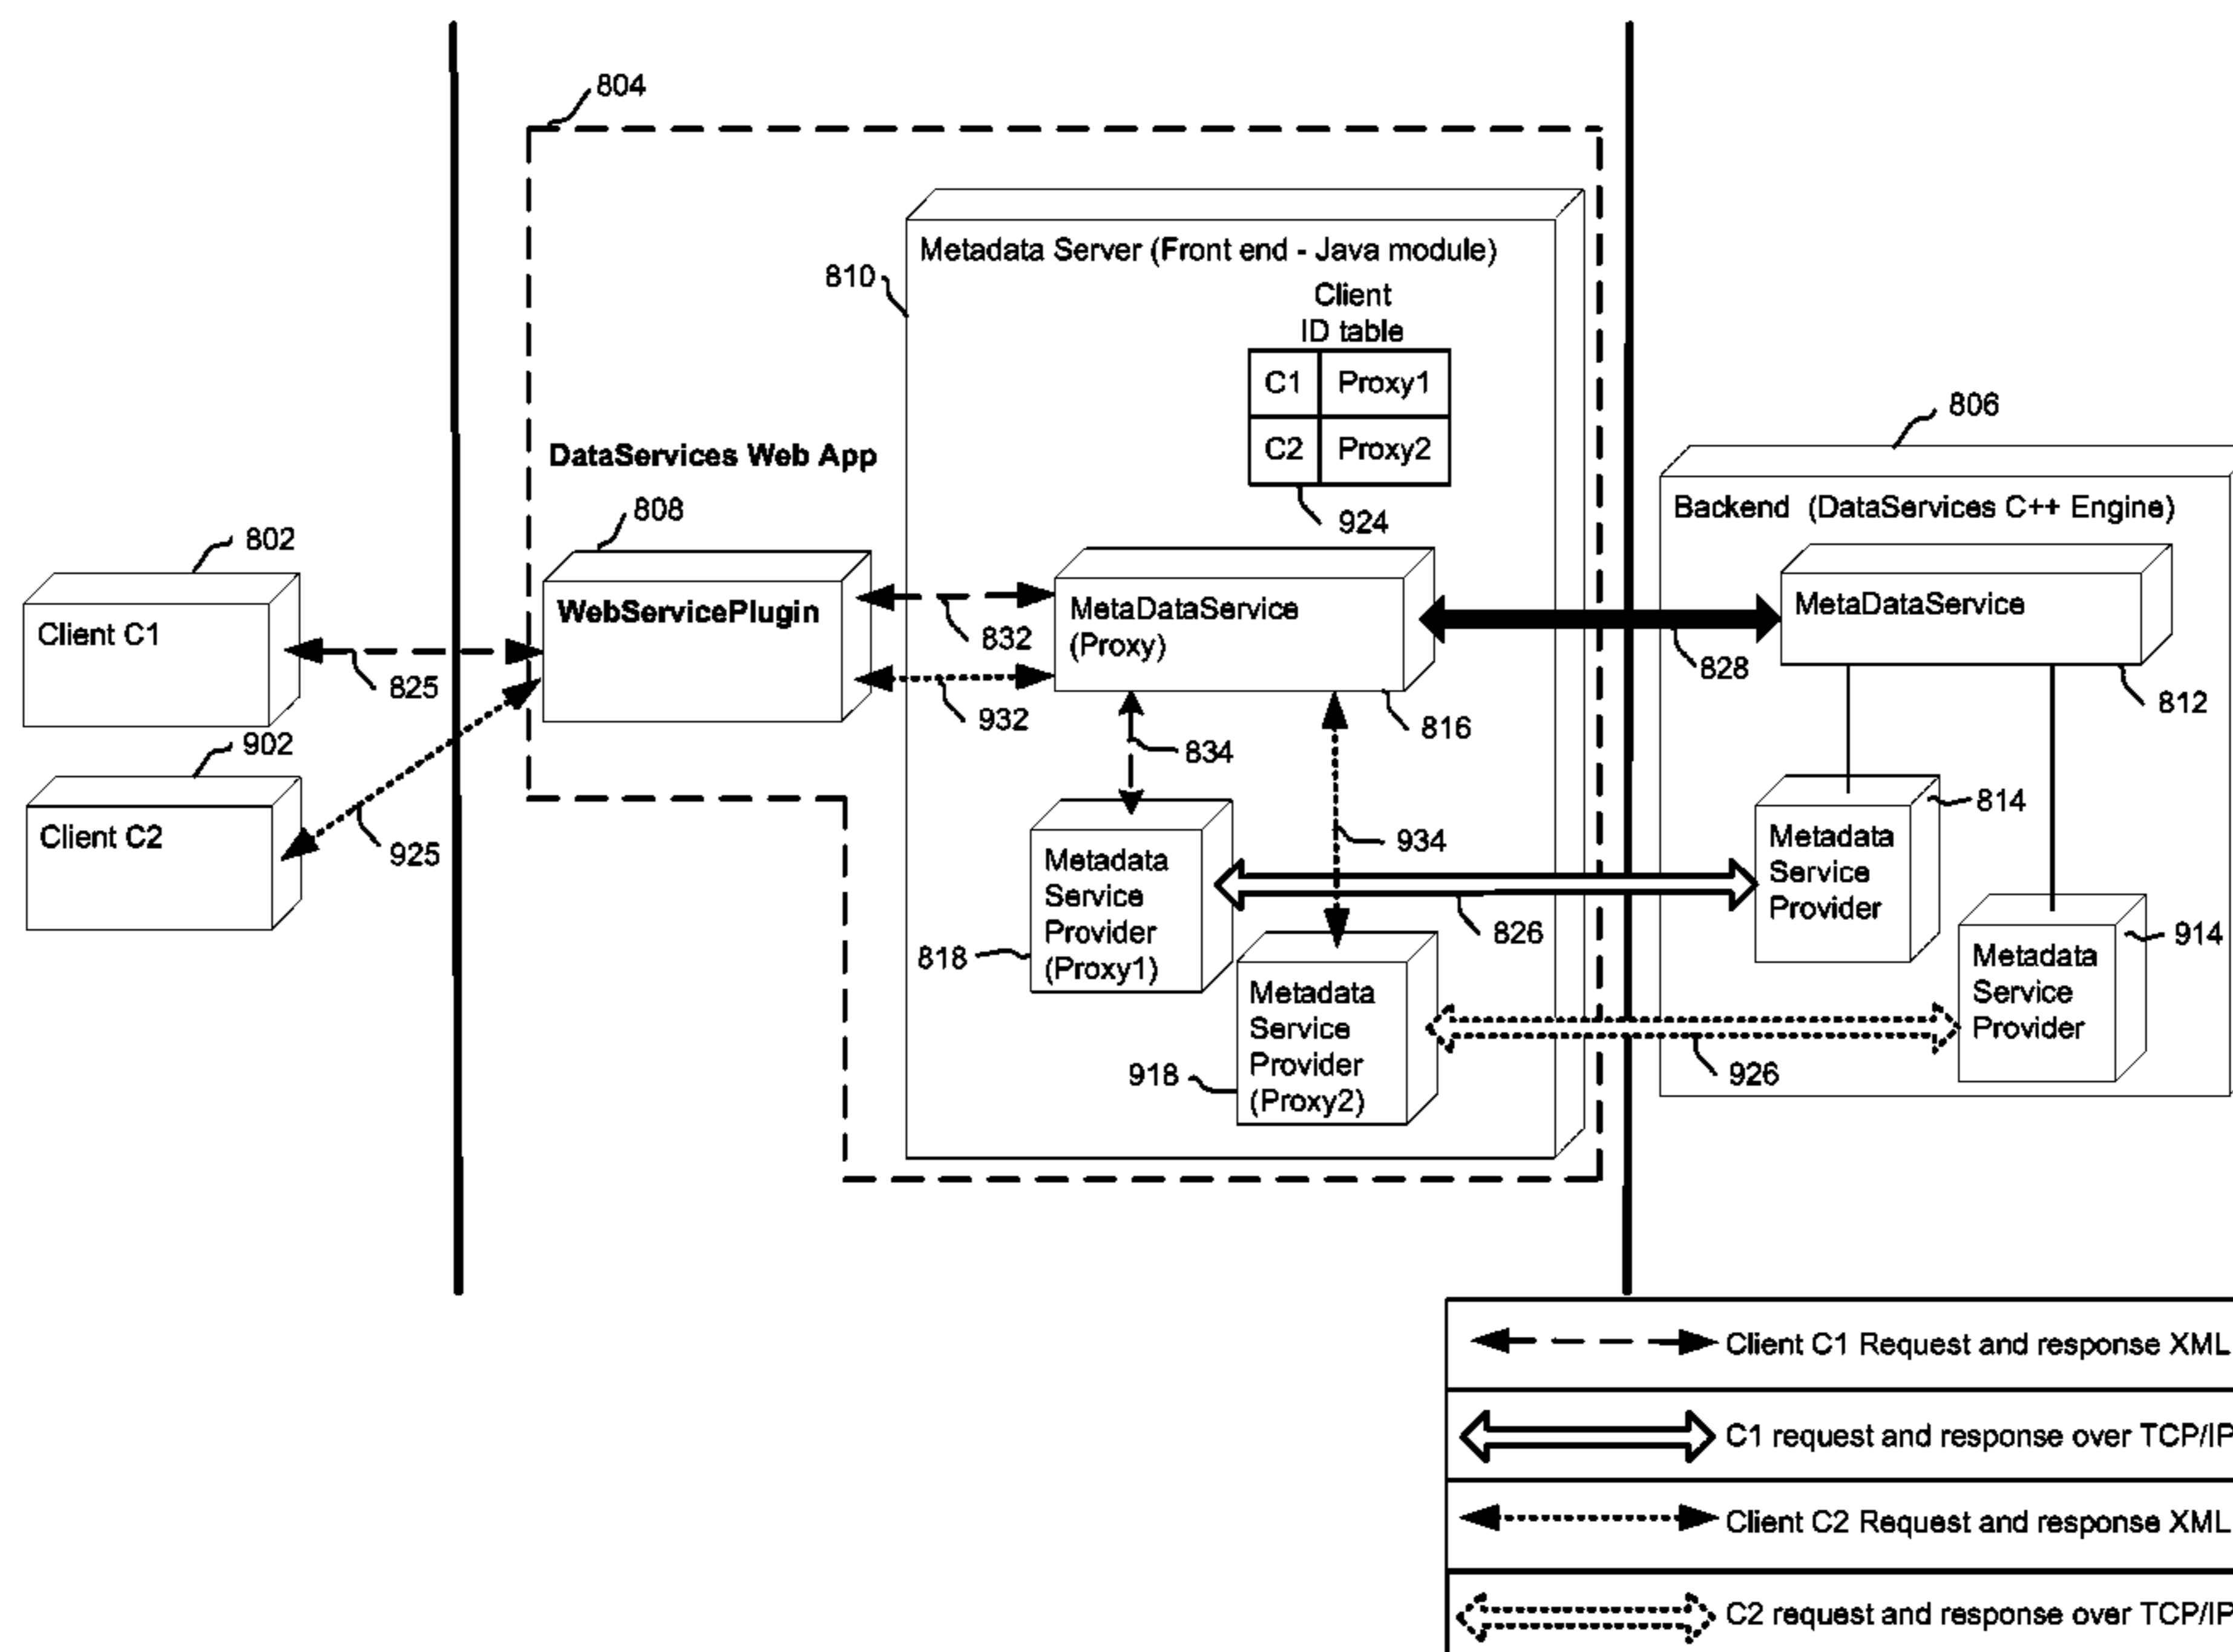 804
Metadata Server (Front end - Java module)
810
Client
ID table
C1 Proxy1
C2 Proxy2
924
806
DataServices Web App
Backend (DataServices C++ Engine)
808
802
WebServicePlugin
MetaDataService
(Proxy)
MetaDataService
Client C1
832
825
828
932
816
812
902
834
Client C2
925
934
814
Metadata
Service
Provider
(Proxy1)
818
826
Metadata
Service
Provider
914
Metadata
Service
Provider
(Proxy2)
918
Metadata
Service
Provider
926
Client C1 Request and response XML
C1 request and response over TCP/IP
Client C2 Request and response XML
C2 request and response over TCP/IP